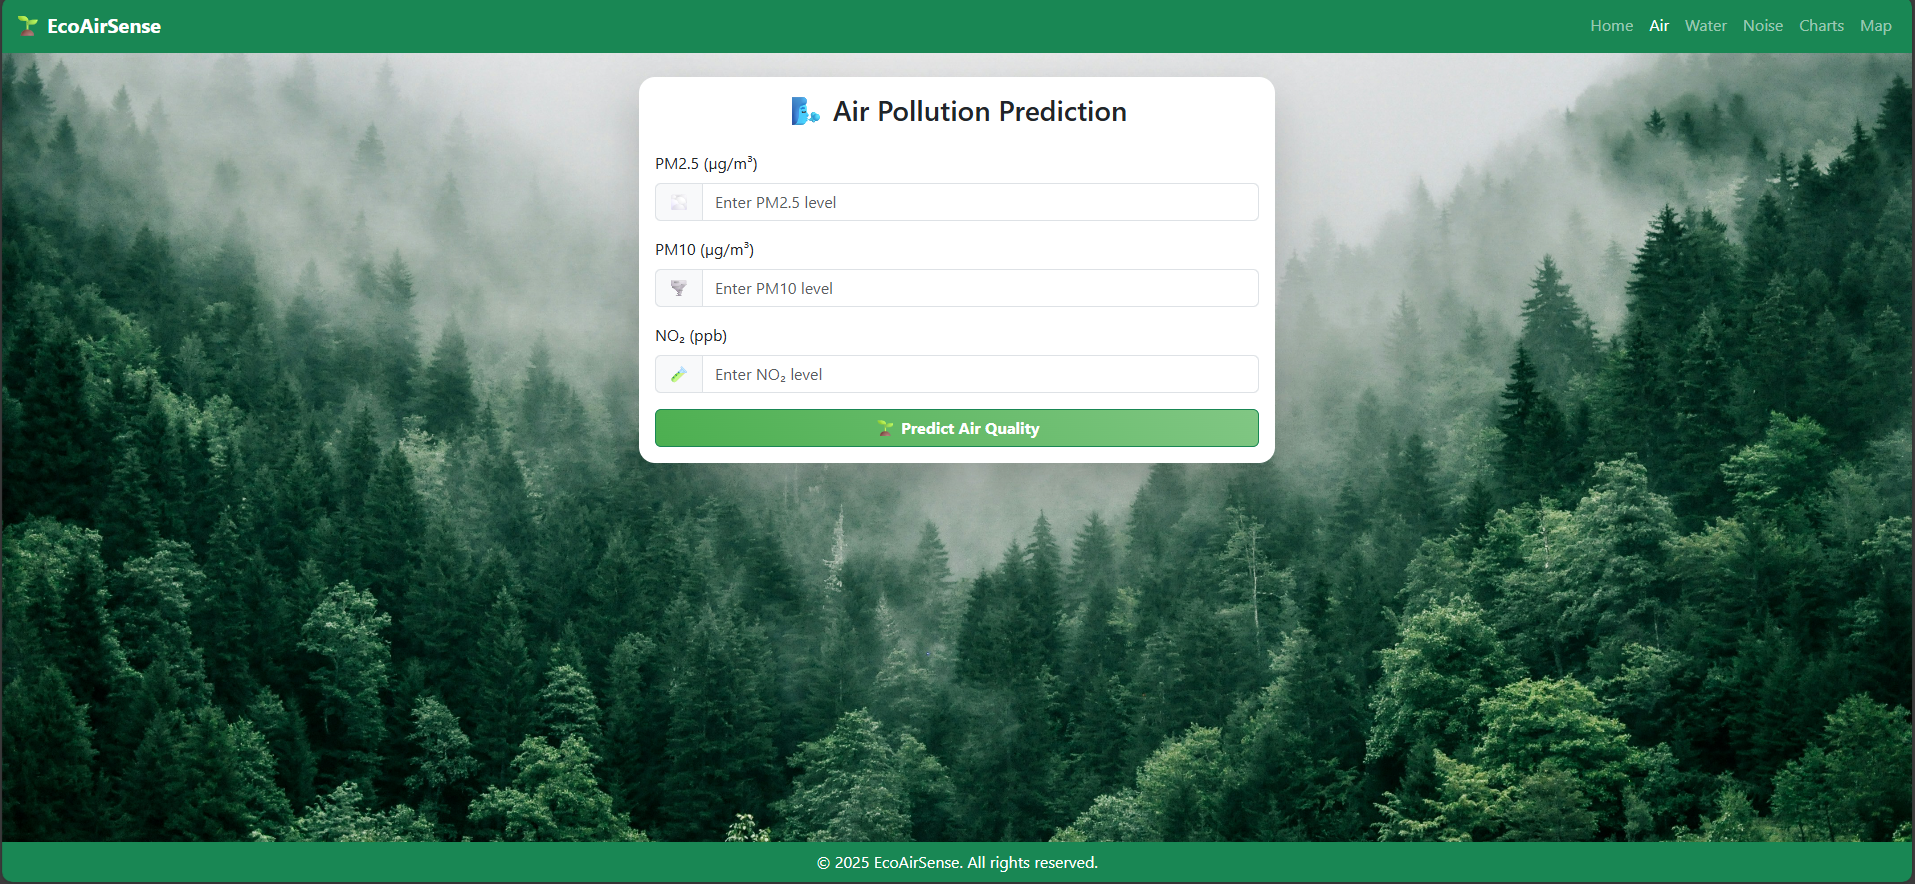 EcoAirSense
Home Air Water Noise Charts Map
Air Pollution Prediction
PM2.5 (µg/m³)
Enter PM2.5 level
PM10 (µg/m³)
Enter PM10 level
NO₂ (ppb)
Enter NO₂ level
Predict Air Quality
© 2025 EcoAirSense. All rights reserved.